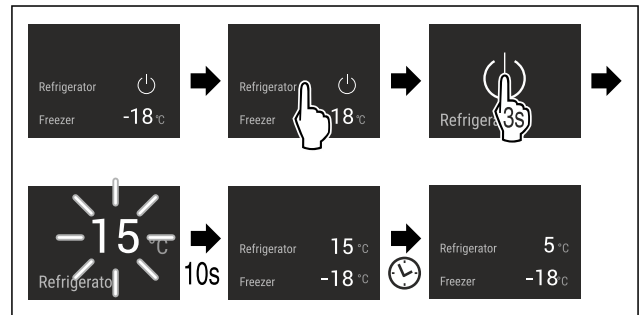 Refrigerator
Freezer -18 °C
Refrigerator
Freezer 18 °C
Refrigera 3s
15 °C
Refrigerato
10s
Refrigerator 15 °C
Freezer -18 °C
Refrigerator 5 °C
Freezer -18 °C